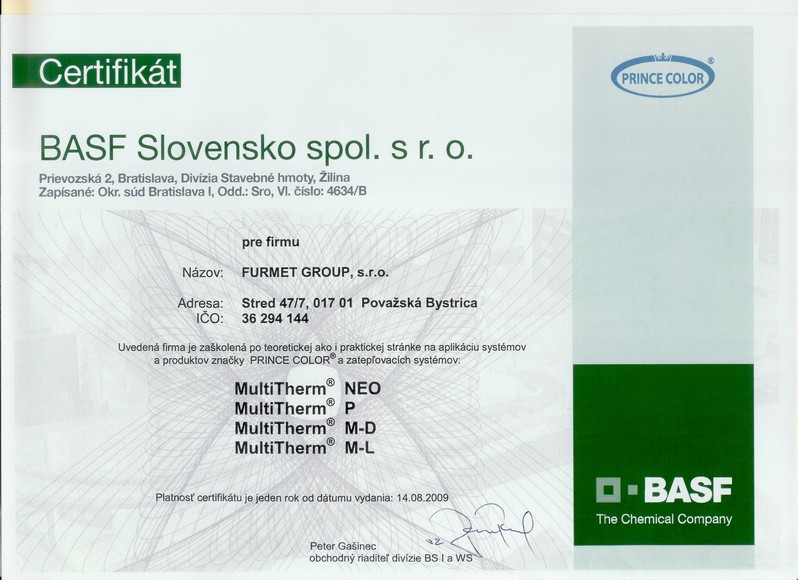 Certifikát
PRINCE COLOR®
BASF Slovensko spol. s r. o.
Prievozská 2, Bratislava, Divízia Stavebné hmoty, Žilina
Zapísané: Okr. súd Bratislava I, Odd.: Sro, Vl. číslo: 4634/B
pre firmu
Názov: FURMET GROUP, s.r.o.
Adresa: Stred 47/7, 017 01 Považská Bystrica
IČO: 36 294 144
Uvedená firma je zaškolená po teoretickej ako i praktickej stránke na aplikáciu systémov
a produktov značky PRINCE COLOR® a zatepľovacích systémov:
MultiTherm® NEO
MultiTherm® P
MultiTherm® M-D
MultiTherm® M-L
Platnosť certifikátu je jeden rok od dátumu vydania: 14.08.2009
Peter Gašinec
obchodný riaditeľ divízie BS I a WS
BASF
The Chemical Company